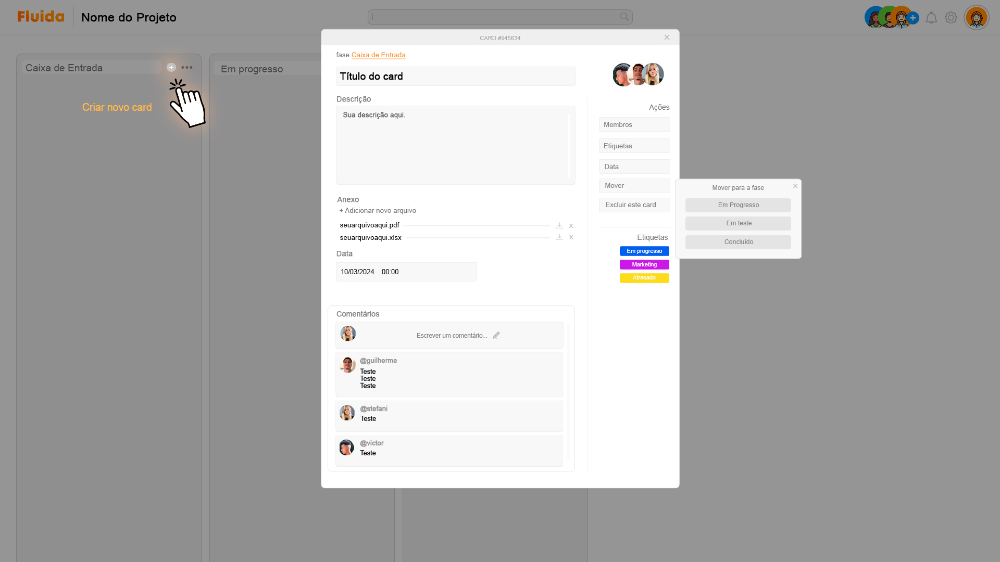 Fluida
Nome do Projeto
Caixa de Entrada
Criar novo card
Em progresso
CARD #945634
fase Caixa de Entrada
Título do card
Descrição
Sua descrição aqui.
Anexo
+ Adicionar novo arquivo
seuarquivoaqui.pdf
x
seuarquivoaqui.xlsx
x
Data
10/03/2024 00:00
Comentários
Escrever um comentário...
@guilherme
Teste
Teste
Teste
@stefani
Teste
@victor
Teste
Ações
Membros
Etiquetas
Data
Mover
Excluir este card
Etiquetas
Em progresso
Marketing
Atrasado
Mover para a fase
Em Progresso
Em teste
Concluído